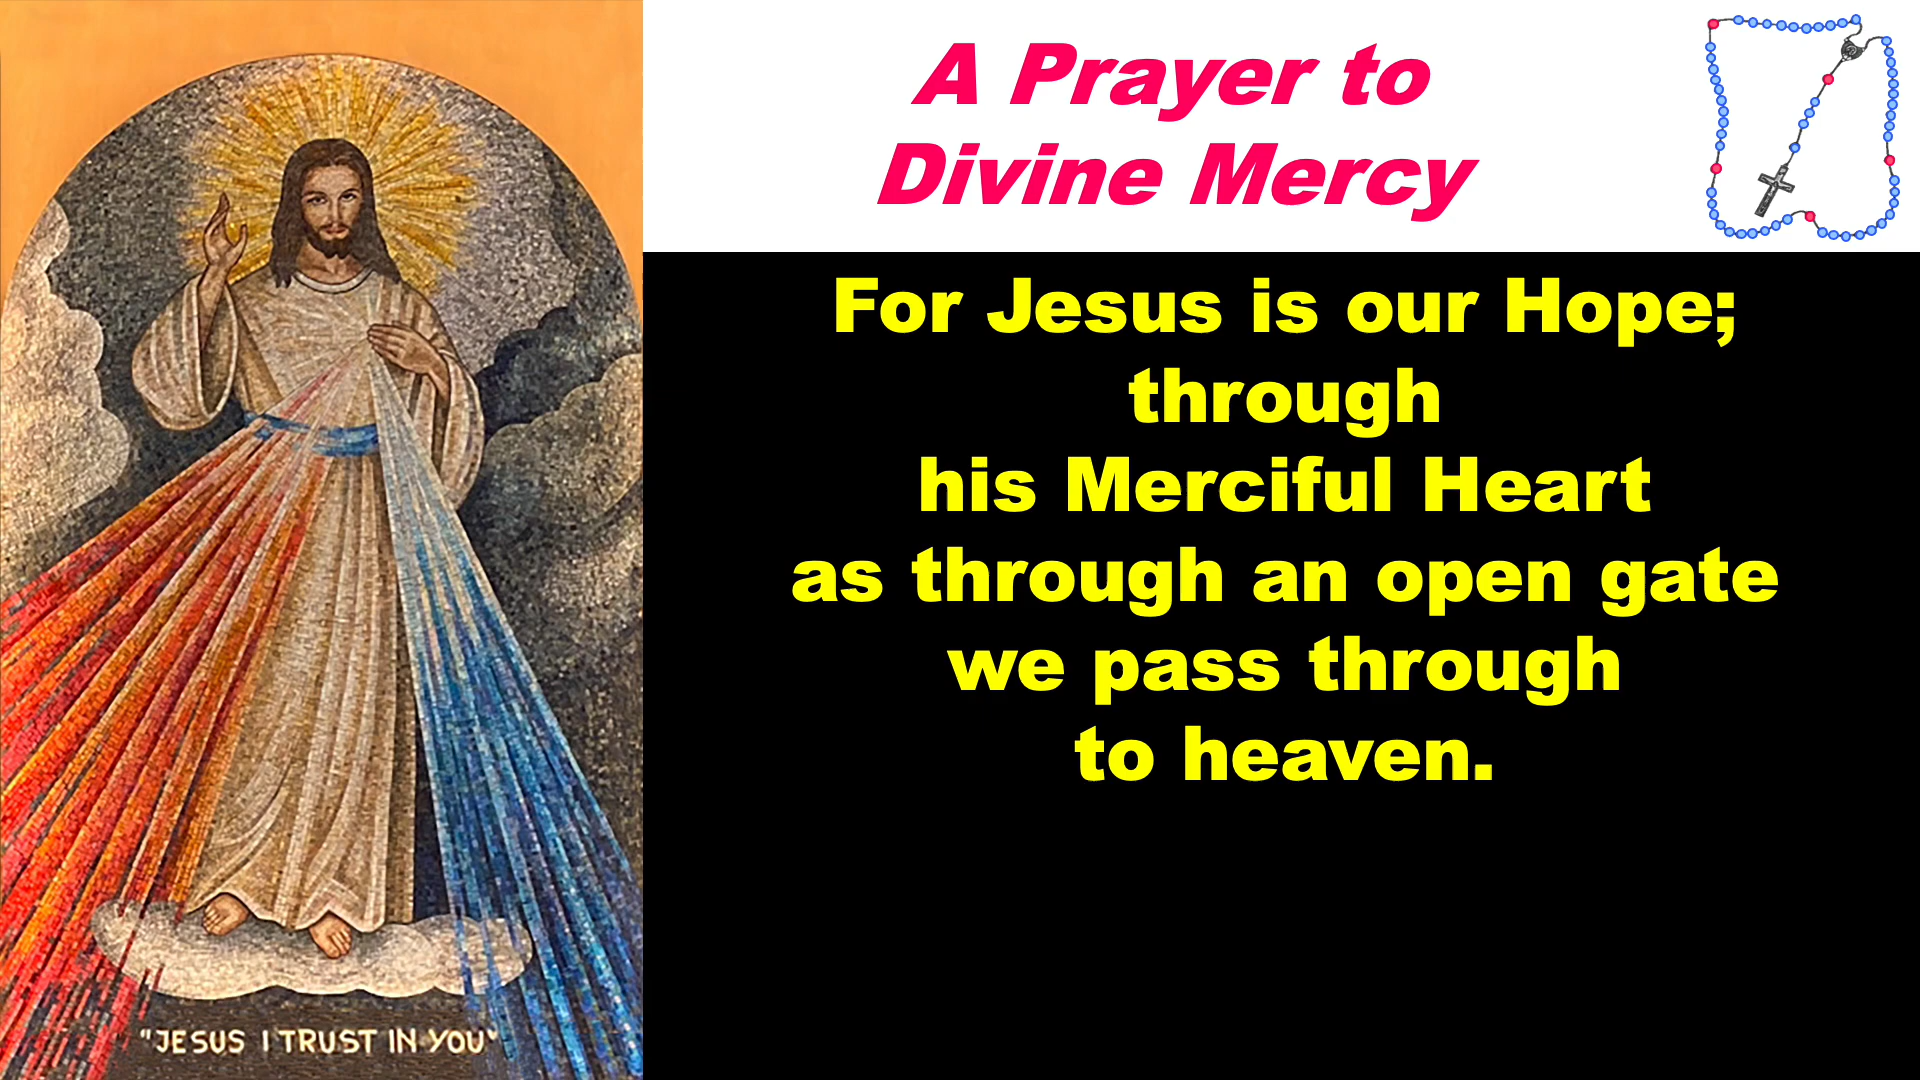 A Prayer to
Divine Mercy
For Jesus is our Hope;
through
his Merciful Heart
as through an open gate
we pass through
to heaven.
"JESUS I TRUST IN YOU"